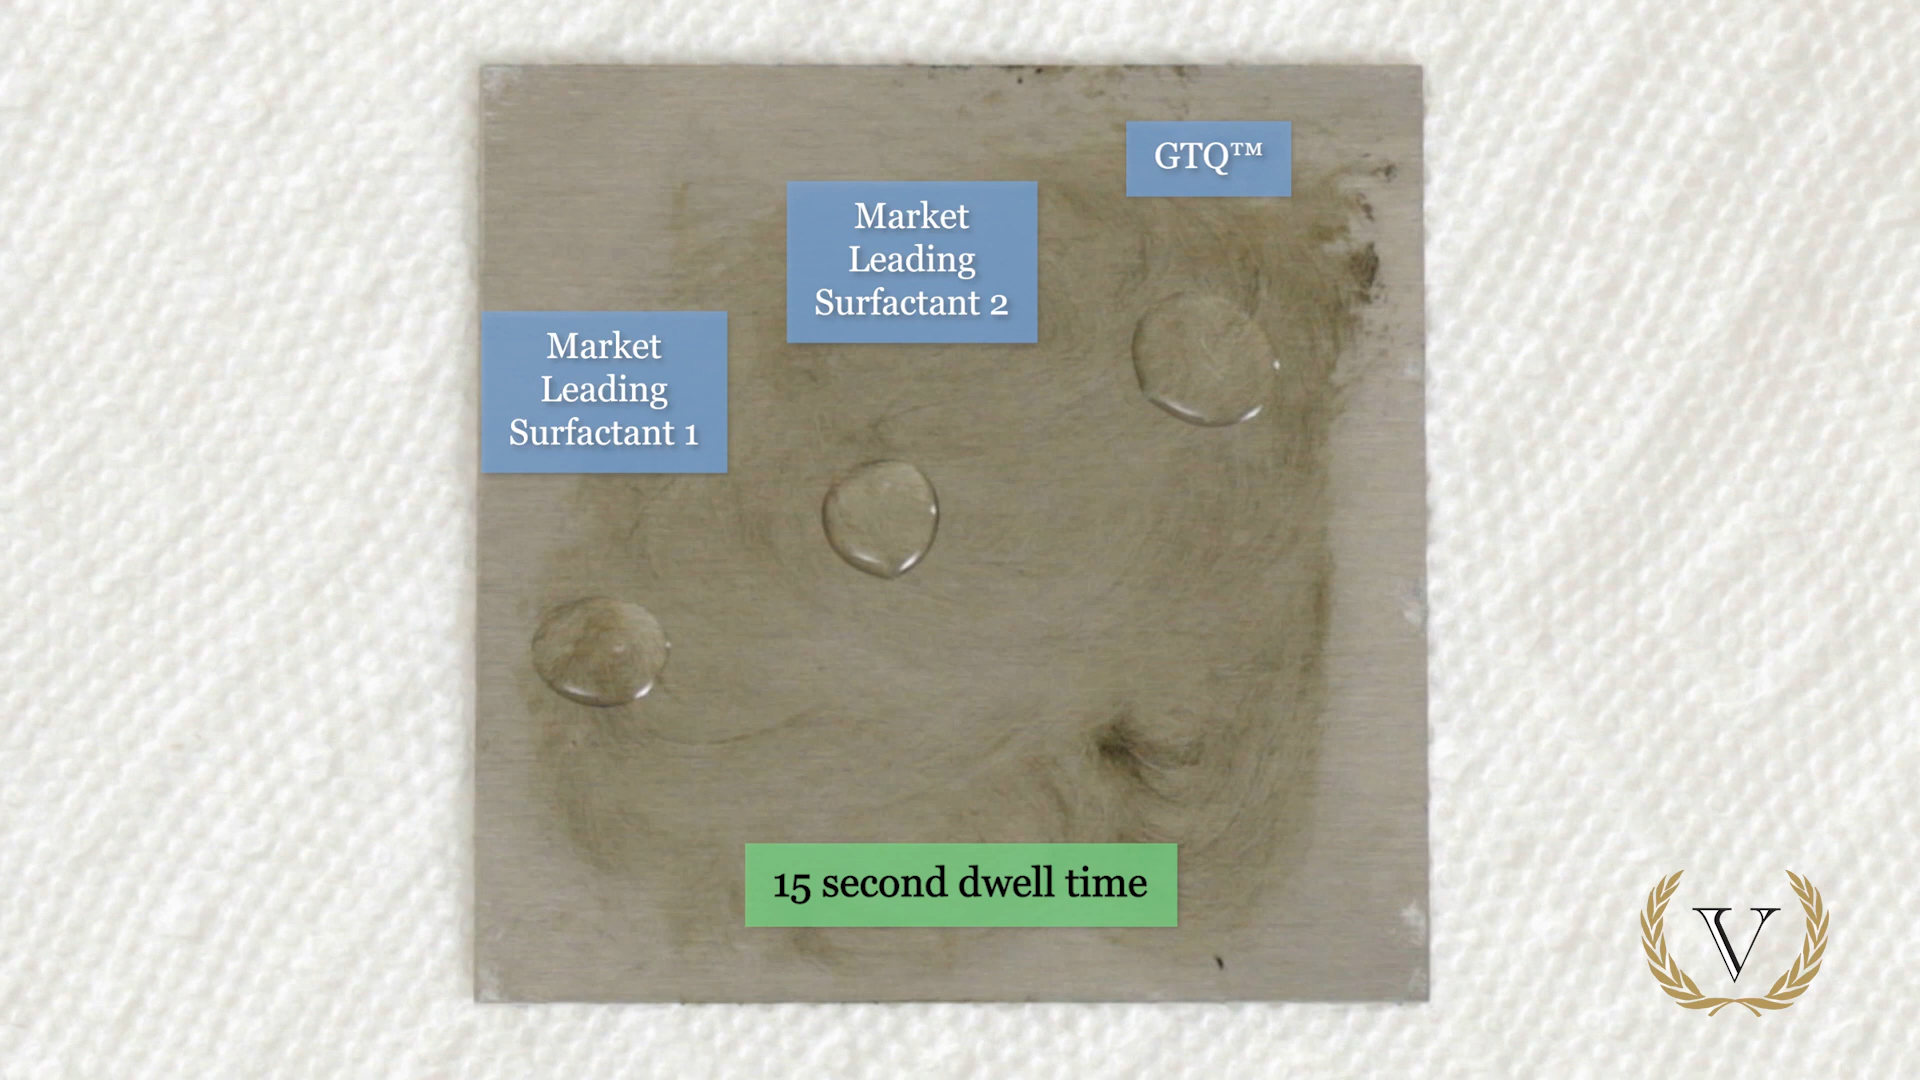 GTQ™
Market
Leading
Surfactant 2
Market
Leading
Surfactant 1
15 second dwell time
V